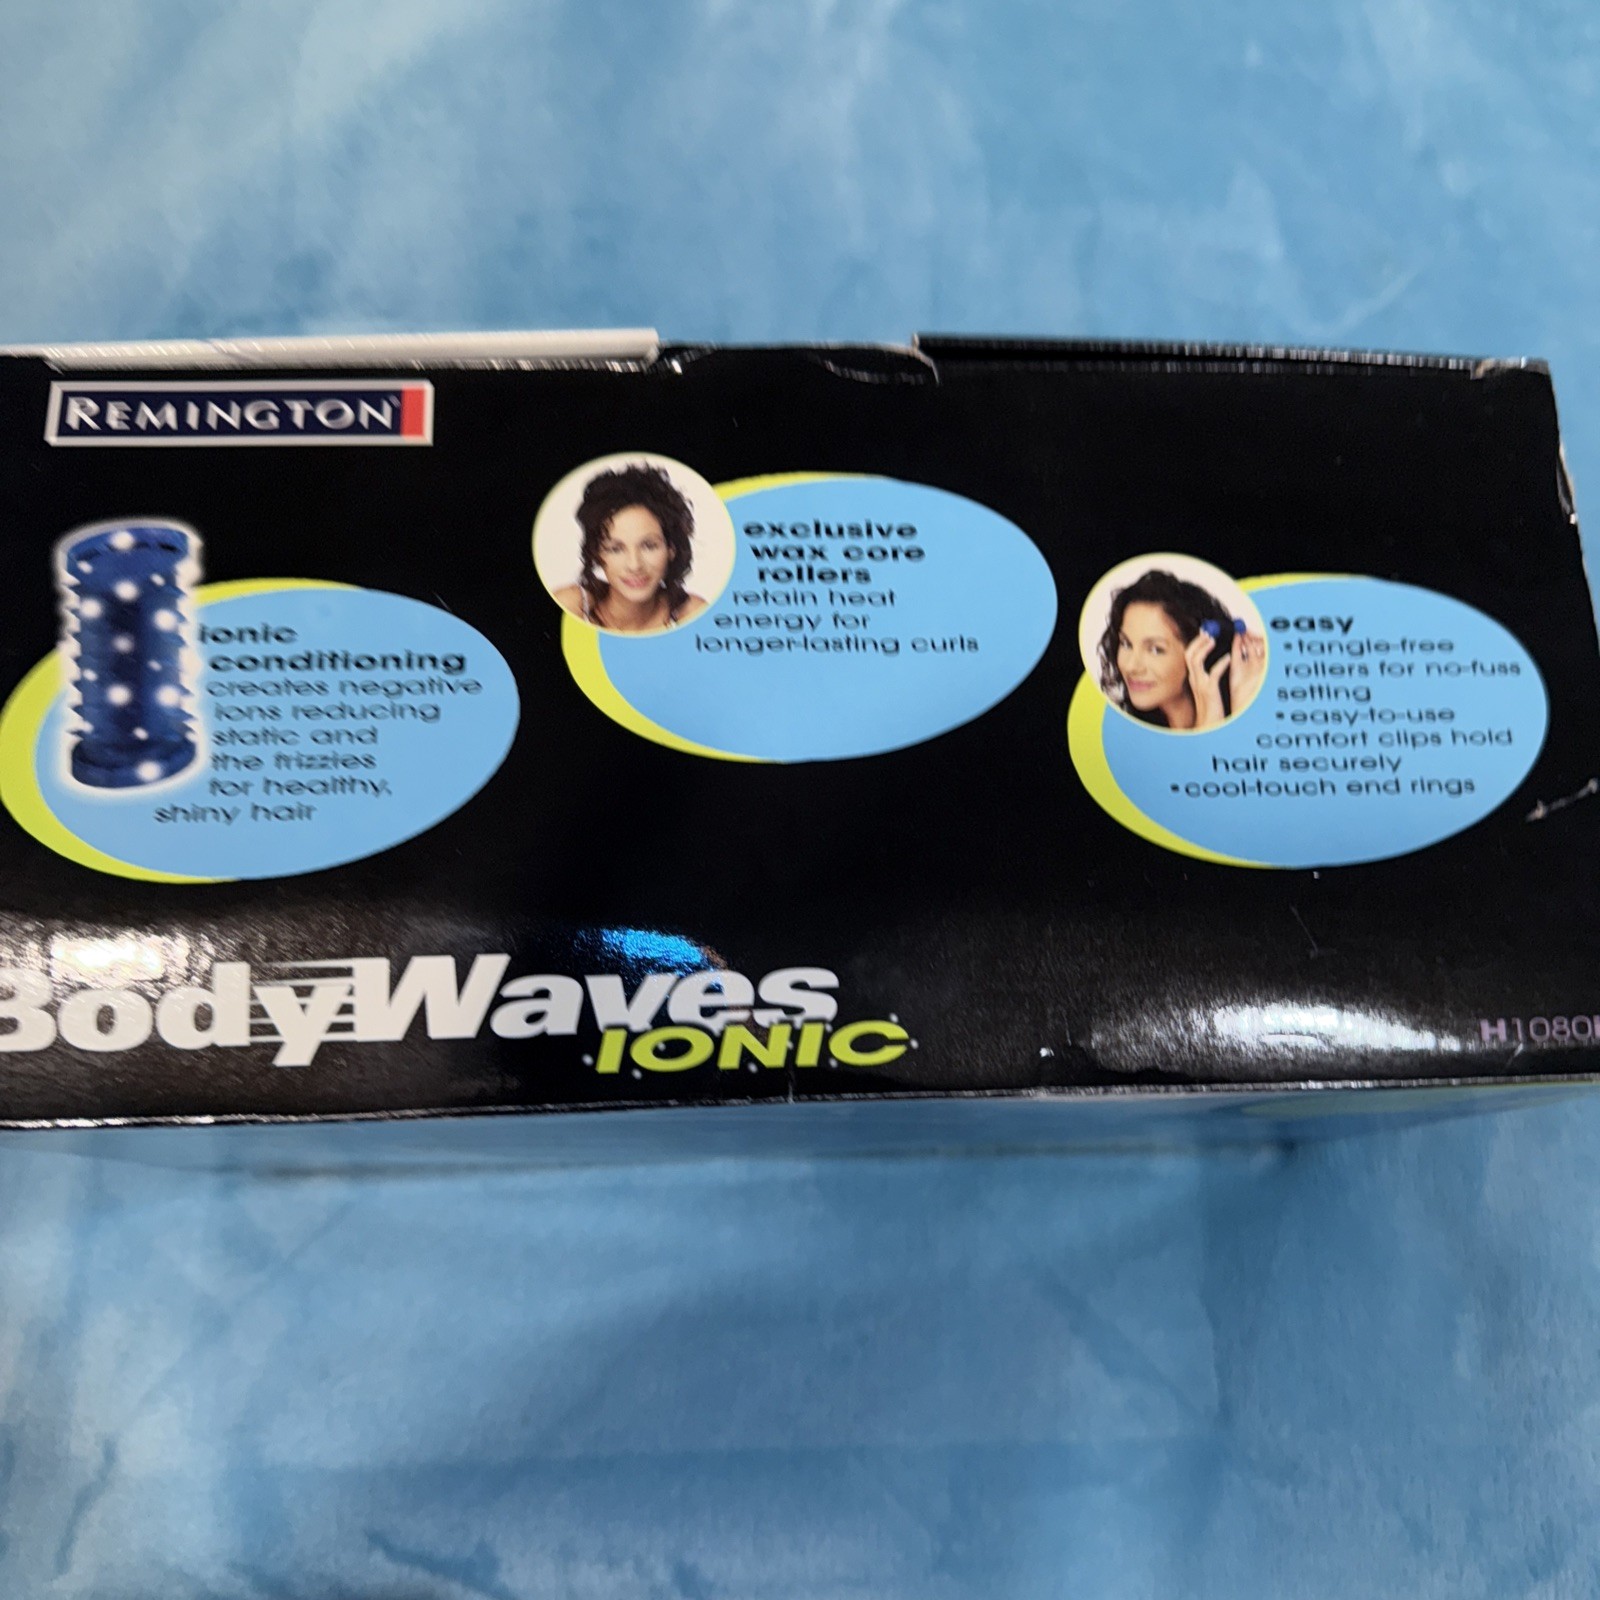 REMINGTON
ionic
conditioning
creates negative
ions reducing
static and
the frizzies
for healthy,
shiny hair
exclusive
wax core
rollers
retain heat
energy for
longer-lasting curls
easy
•tangle-free
rollers for no-fuss
setting
•easy-to-use
comfort clips hold
hair securely
•cool-touch end rings
BodyWaves
IONIC
H1080